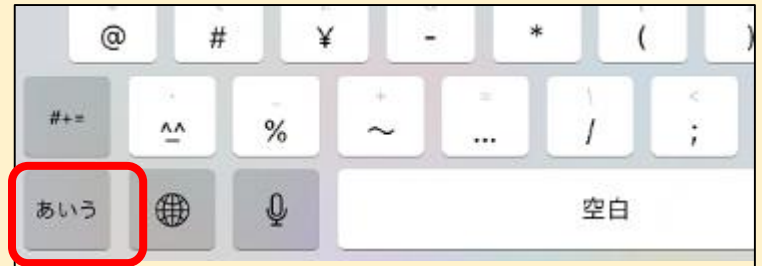 @ # ¥ - * ( )
#+= ^_^ % + ～ = … \ / < ;
あいう 空白